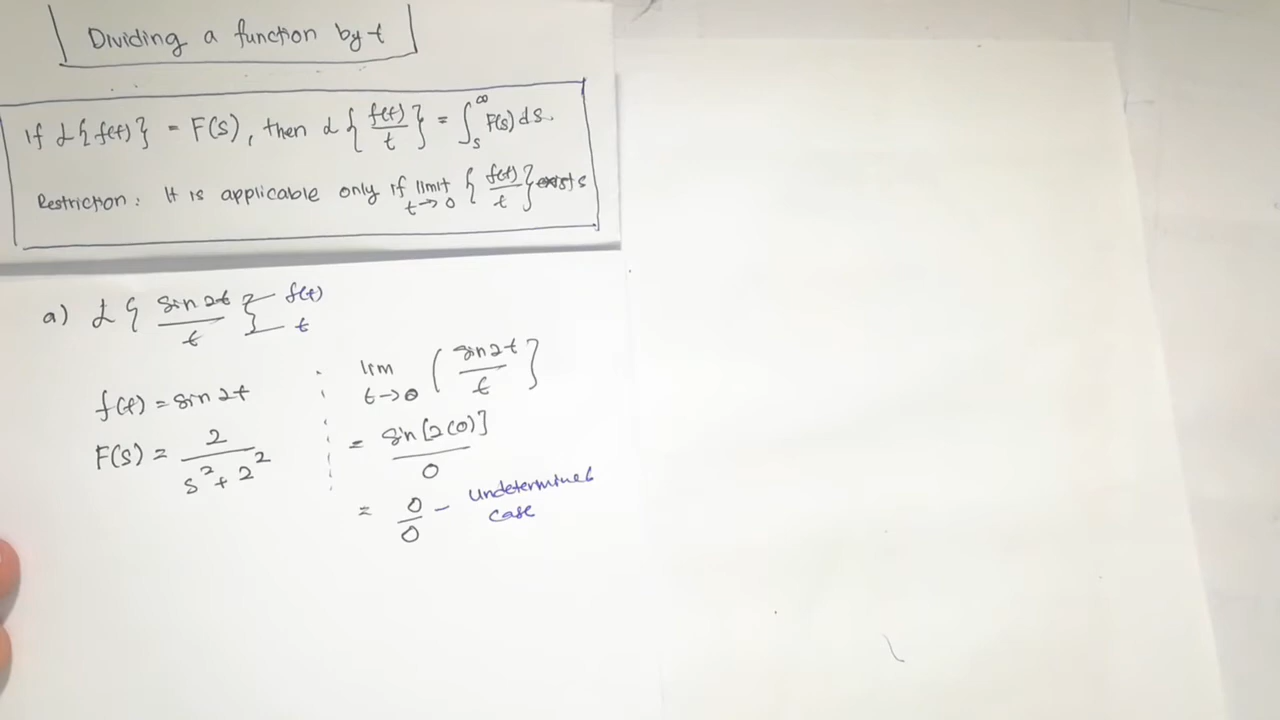 Dividing a function by t
If L{f(t)} = F(s), then L{f(t)/t} = ∫_s^∞ F(s) ds.
Restriction: It is applicable only if limit t→0 {f(t)/t} exists
a) L{sin 2t / t} — f(t)
— t
f(t) = sin 2t
F(s) = 2 / (s² + 2²)
lim t→0 (sin 2t / t}
= sin[2(0)] / 0
= 0/0 – undetermined
case